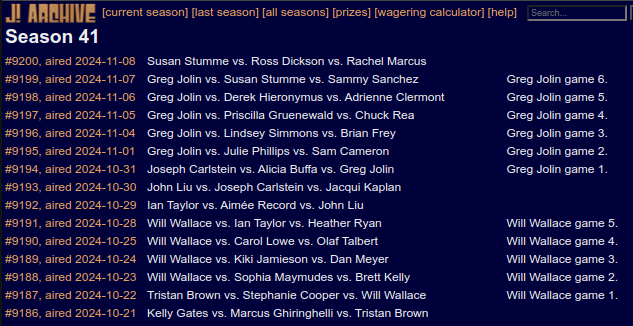 J! ARCHIVE [current season] [last season] [all seasons] [prizes] [wagering calculator] [help] Search...
Season 41
#9200, aired 2024-11-08 Susan Stumme vs. Ross Dickson vs. Rachel Marcus
#9199, aired 2024-11-07 Greg Jolin vs. Susan Stumme vs. Sammy Sanchez Greg Jolin game 6.
#9198, aired 2024-11-06 Greg Jolin vs. Derek Hieronymus vs. Adrienne Clermont Greg Jolin game 5.
#9197, aired 2024-11-05 Greg Jolin vs. Priscilla Gruenewald vs. Chuck Rea Greg Jolin game 4.
#9196, aired 2024-11-04 Greg Jolin vs. Lindsey Simmons vs. Brian Frey Greg Jolin game 3.
#9195, aired 2024-11-01 Greg Jolin vs. Julie Phillips vs. Sam Cameron Greg Jolin game 2.
#9194, aired 2024-10-31 Joseph Carlstein vs. Alicia Buffa vs. Greg Jolin Greg Jolin game 1.
#9193, aired 2024-10-30 John Liu vs. Joseph Carlstein vs. Jacqui Kaplan
#9192, aired 2024-10-29 Ian Taylor vs. Aimée Record vs. John Liu
#9191, aired 2024-10-28 Will Wallace vs. Ian Taylor vs. Heather Ryan Will Wallace game 5.
#9190, aired 2024-10-25 Will Wallace vs. Carol Lowe vs. Olaf Talbert Will Wallace game 4.
#9189, aired 2024-10-24 Will Wallace vs. Kiki Jamieson vs. Dan Meyer Will Wallace game 3.
#9188, aired 2024-10-23 Will Wallace vs. Sophia Maymudes vs. Brett Kelly Will Wallace game 2.
#9187, aired 2024-10-22 Tristan Brown vs. Stephanie Cooper vs. Will Wallace Will Wallace game 1.
#9186, aired 2024-10-21 Kelly Gates vs. Marcus Ghiringhelli vs. Tristan Brown